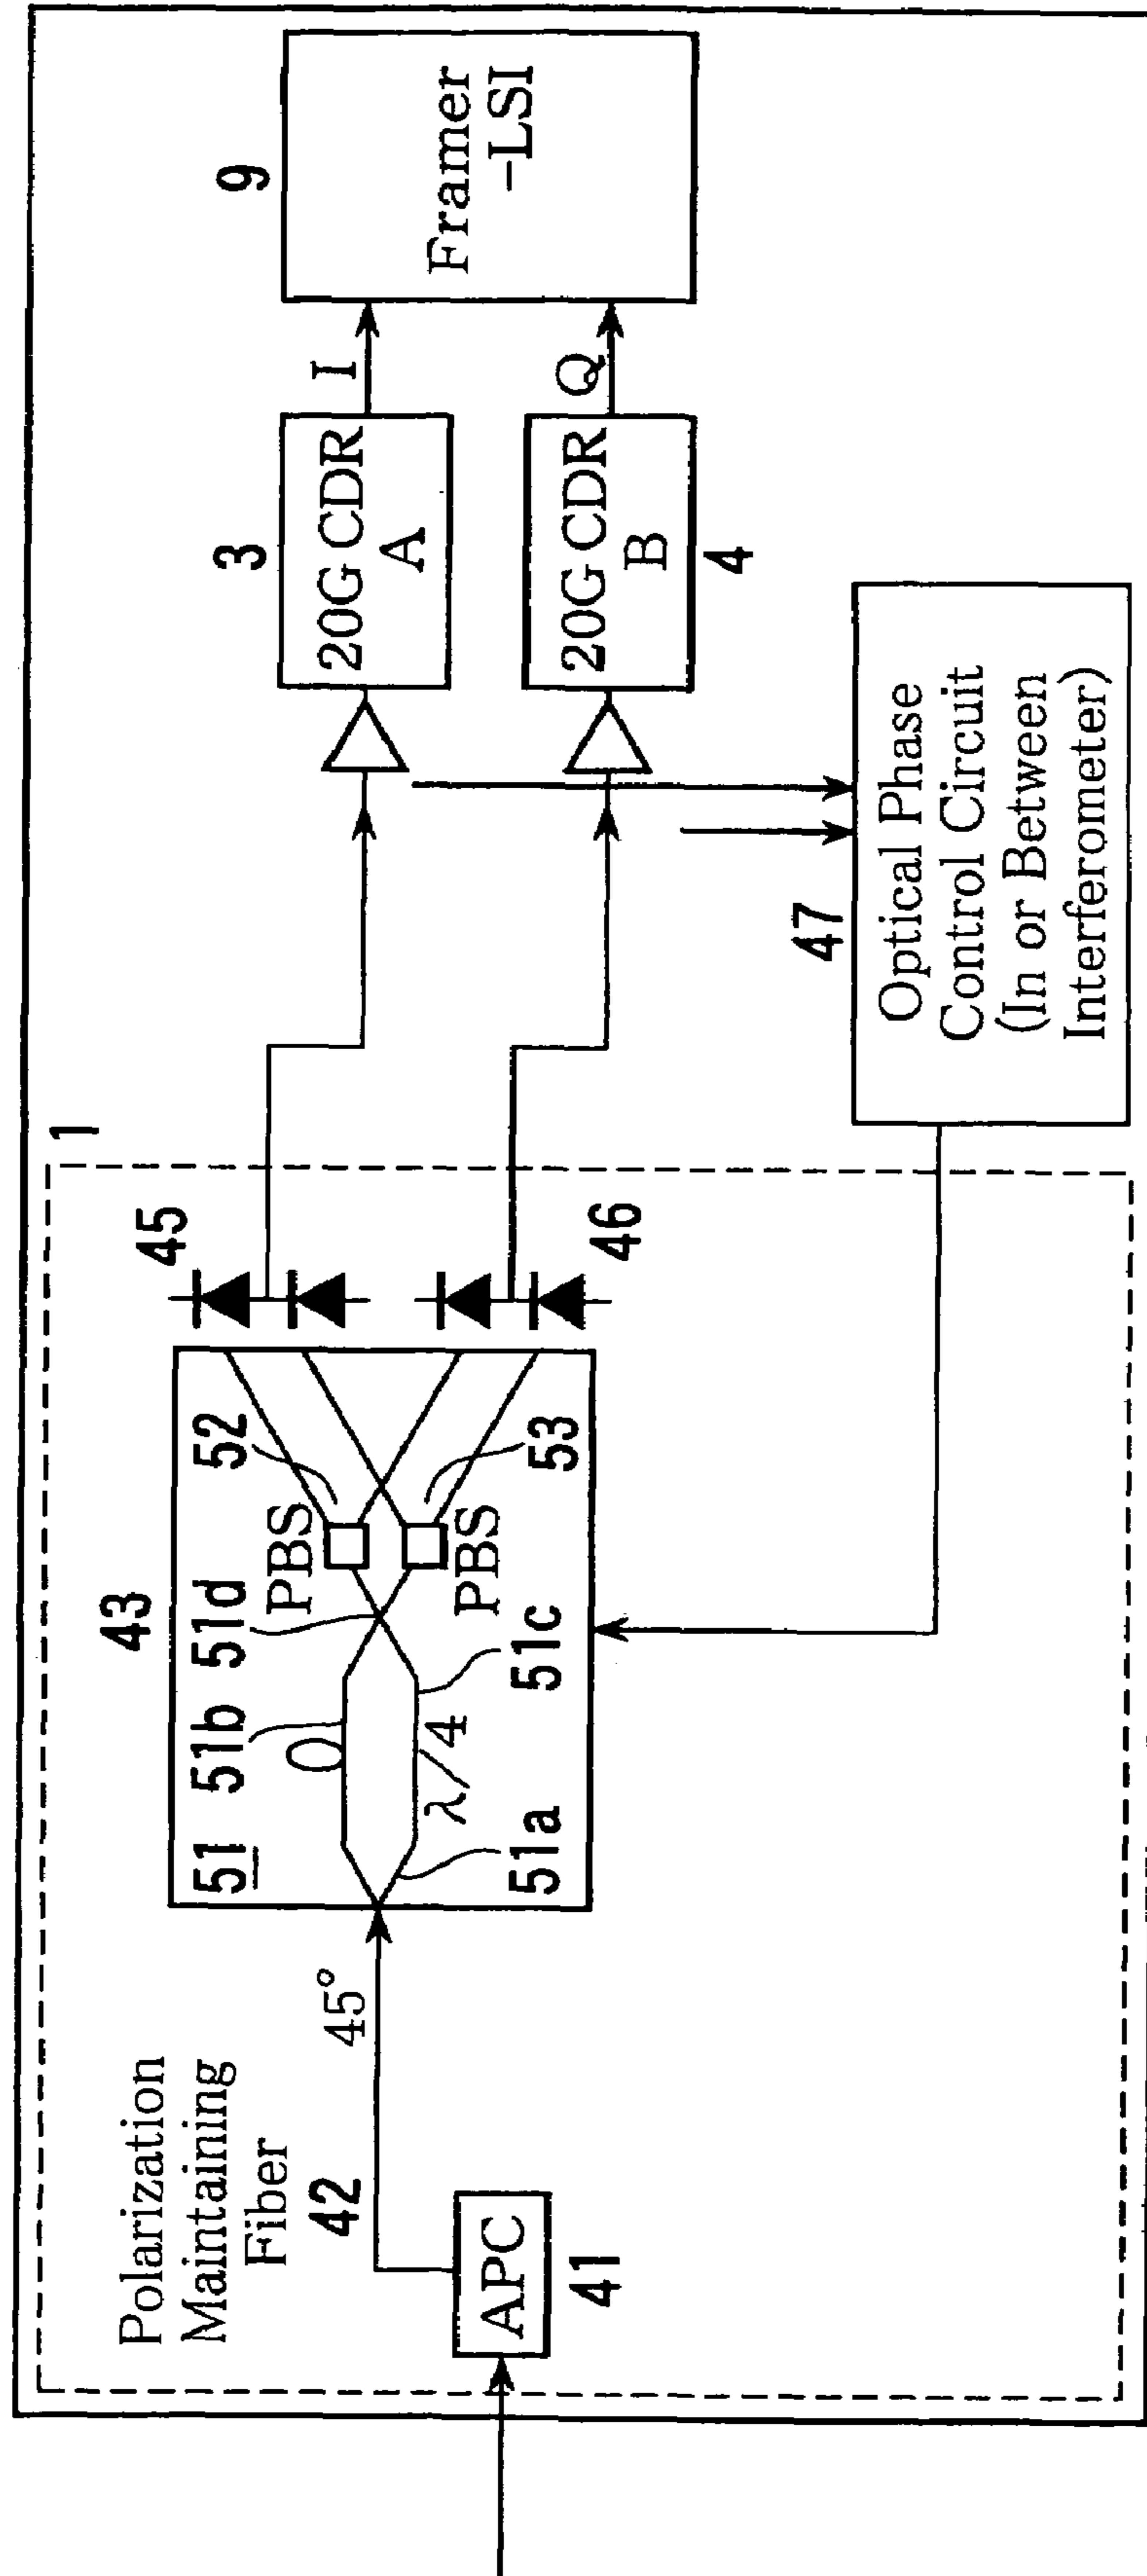 Polarization
Maintaining
Fiber
42
APC
41
45°
43
51
51b
51d
51a
λ/4
51c
PBS
52
PBS
53
45
46
1
47
Optical Phase
Control Circuit
(In or Between
Interferometer)
3
20G CDR
A
20G CDR
B
4
I
Q
9
Framer
-LSI